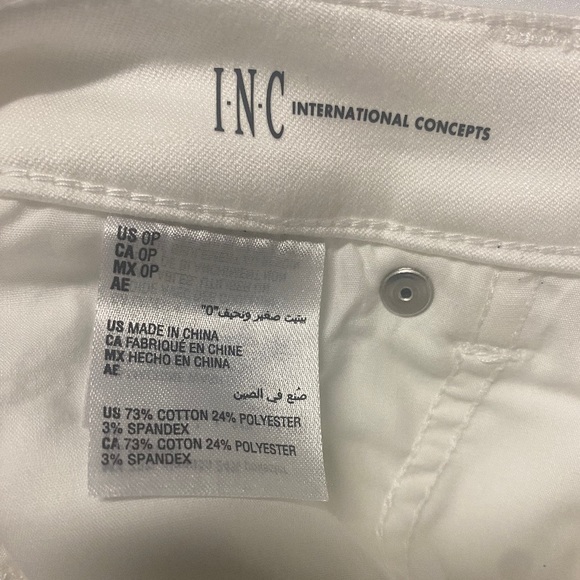 I·N·C INTERNATIONAL CONCEPTS
US 0P
CA 0P
MX 0P
AE
بيتيت صغير ونحيف "0"
US MADE IN CHINA
CA FABRIQUÉ EN CHINE
MX HECHO EN CHINA
AE
صُنع في الصين
US 73% COTTON 24% POLYESTER
3% SPANDEX
CA 73% COTON 24% POLYESTER
3% SPANDEX